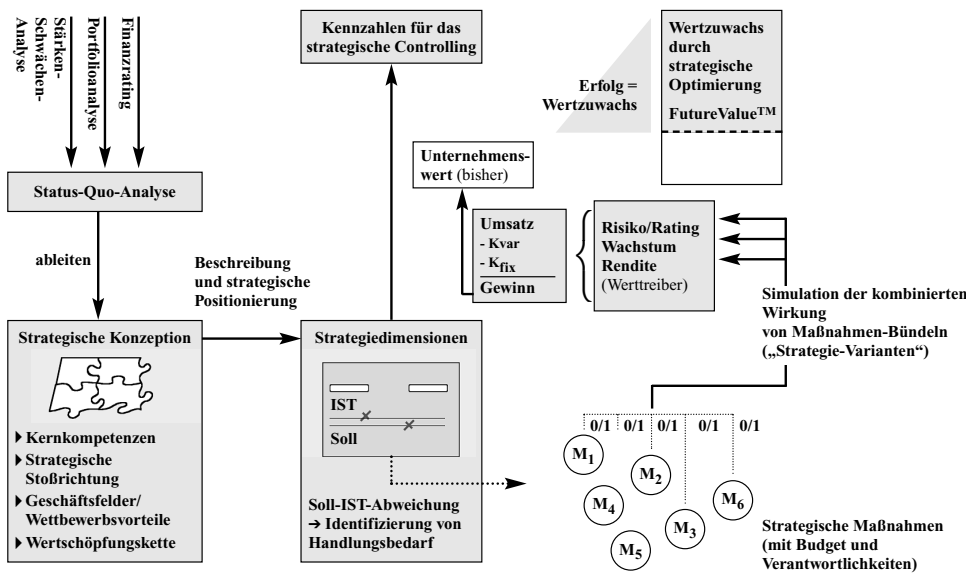 Stärken-
Schwächen-
Analyse
Portfolioanalyse
Finanzrating
Status-Quo-Analyse
ableiten
Strategische Konzeption
Kernkompetenzen
Strategische
Stoßrichtung
Geschäftsfelder/
Wettbewerbsvorteile
Wertschöpfungskette
Beschreibung
und strategische
Positionierung
Kennzahlen für das
strategische Controlling
Strategiedimensionen
IST
Soll
Soll-IST-Abweichung
➔ Identifizierung von
Handlungsbedarf
Erfolg =
Wertzuwachs
Wertzuwachs
durch
strategische
Optimierung
FutureValue™
Unternehmens-
wert (bisher)
Umsatz
- Kvar
- Kfix
Gewinn
Risiko/Rating
Wachstum
Rendite
(Werttreiber)
Simulation der kombinierten
Wirkung
von Maßnahmen-Bündeln
(„Strategie-Varianten“)
0/1 0/1 0/1 0/1 0/1
M1
M2
M4
M6
M3
M5
Strategische Maßnahmen
(mit Budget und
Verantwortlichkeiten)